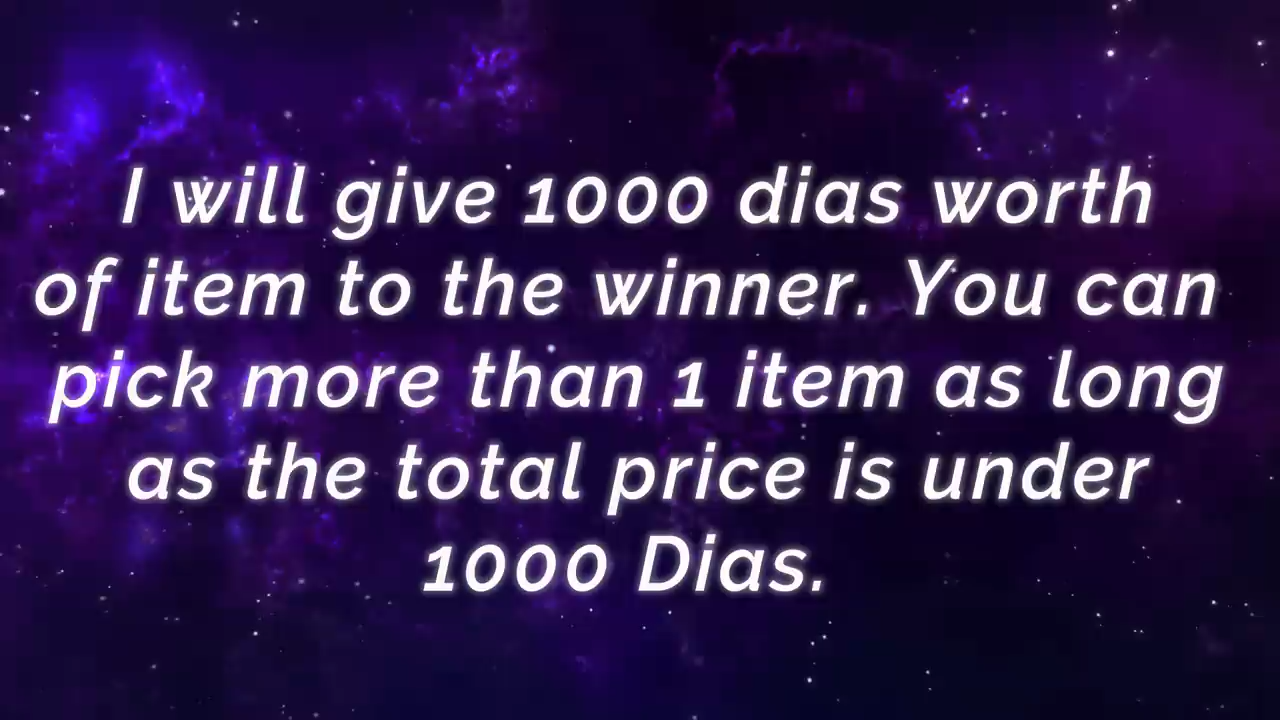 I will give 1000 dias worth
of item to the winner. You can
pick more than 1 item as long
as the total price is under
1000 Dias.